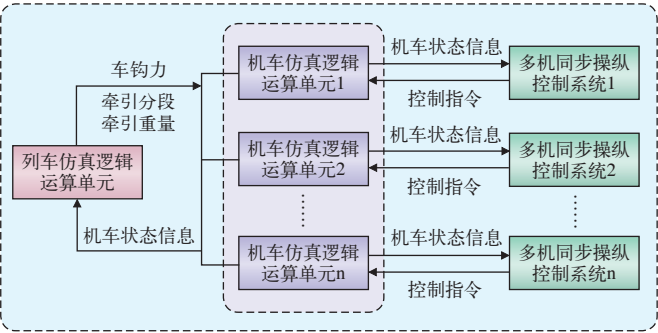 车钩力
牵引分段
牵引重量
列车仿真逻辑
运算单元
机车状态信息
机车仿真逻辑
运算单元1
机车状态信息
控制指令
多机同步操纵
控制系统1
机车仿真逻辑
运算单元2
机车状态信息
控制指令
多机同步操纵
控制系统2
……
……
机车仿真逻辑
运算单元n
机车状态信息
控制指令
多机同步操纵
控制系统n